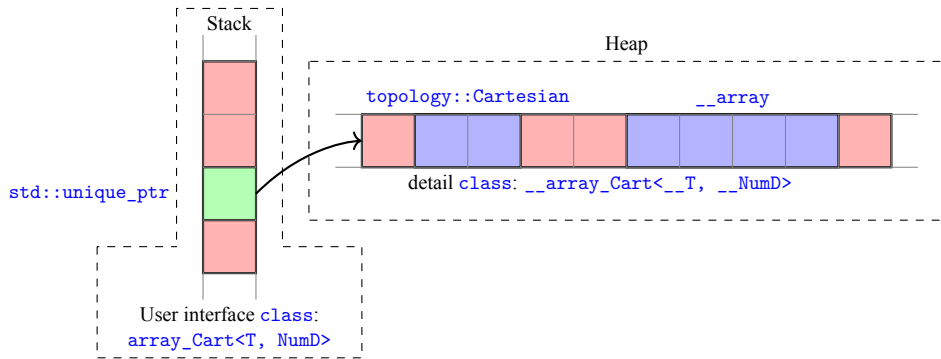 Stack
Heap
topology::Cartesian
__array
std::unique_ptr
detail class: __array_Cart<__T, __NumD>
User interface class:
array_Cart<T, NumD>